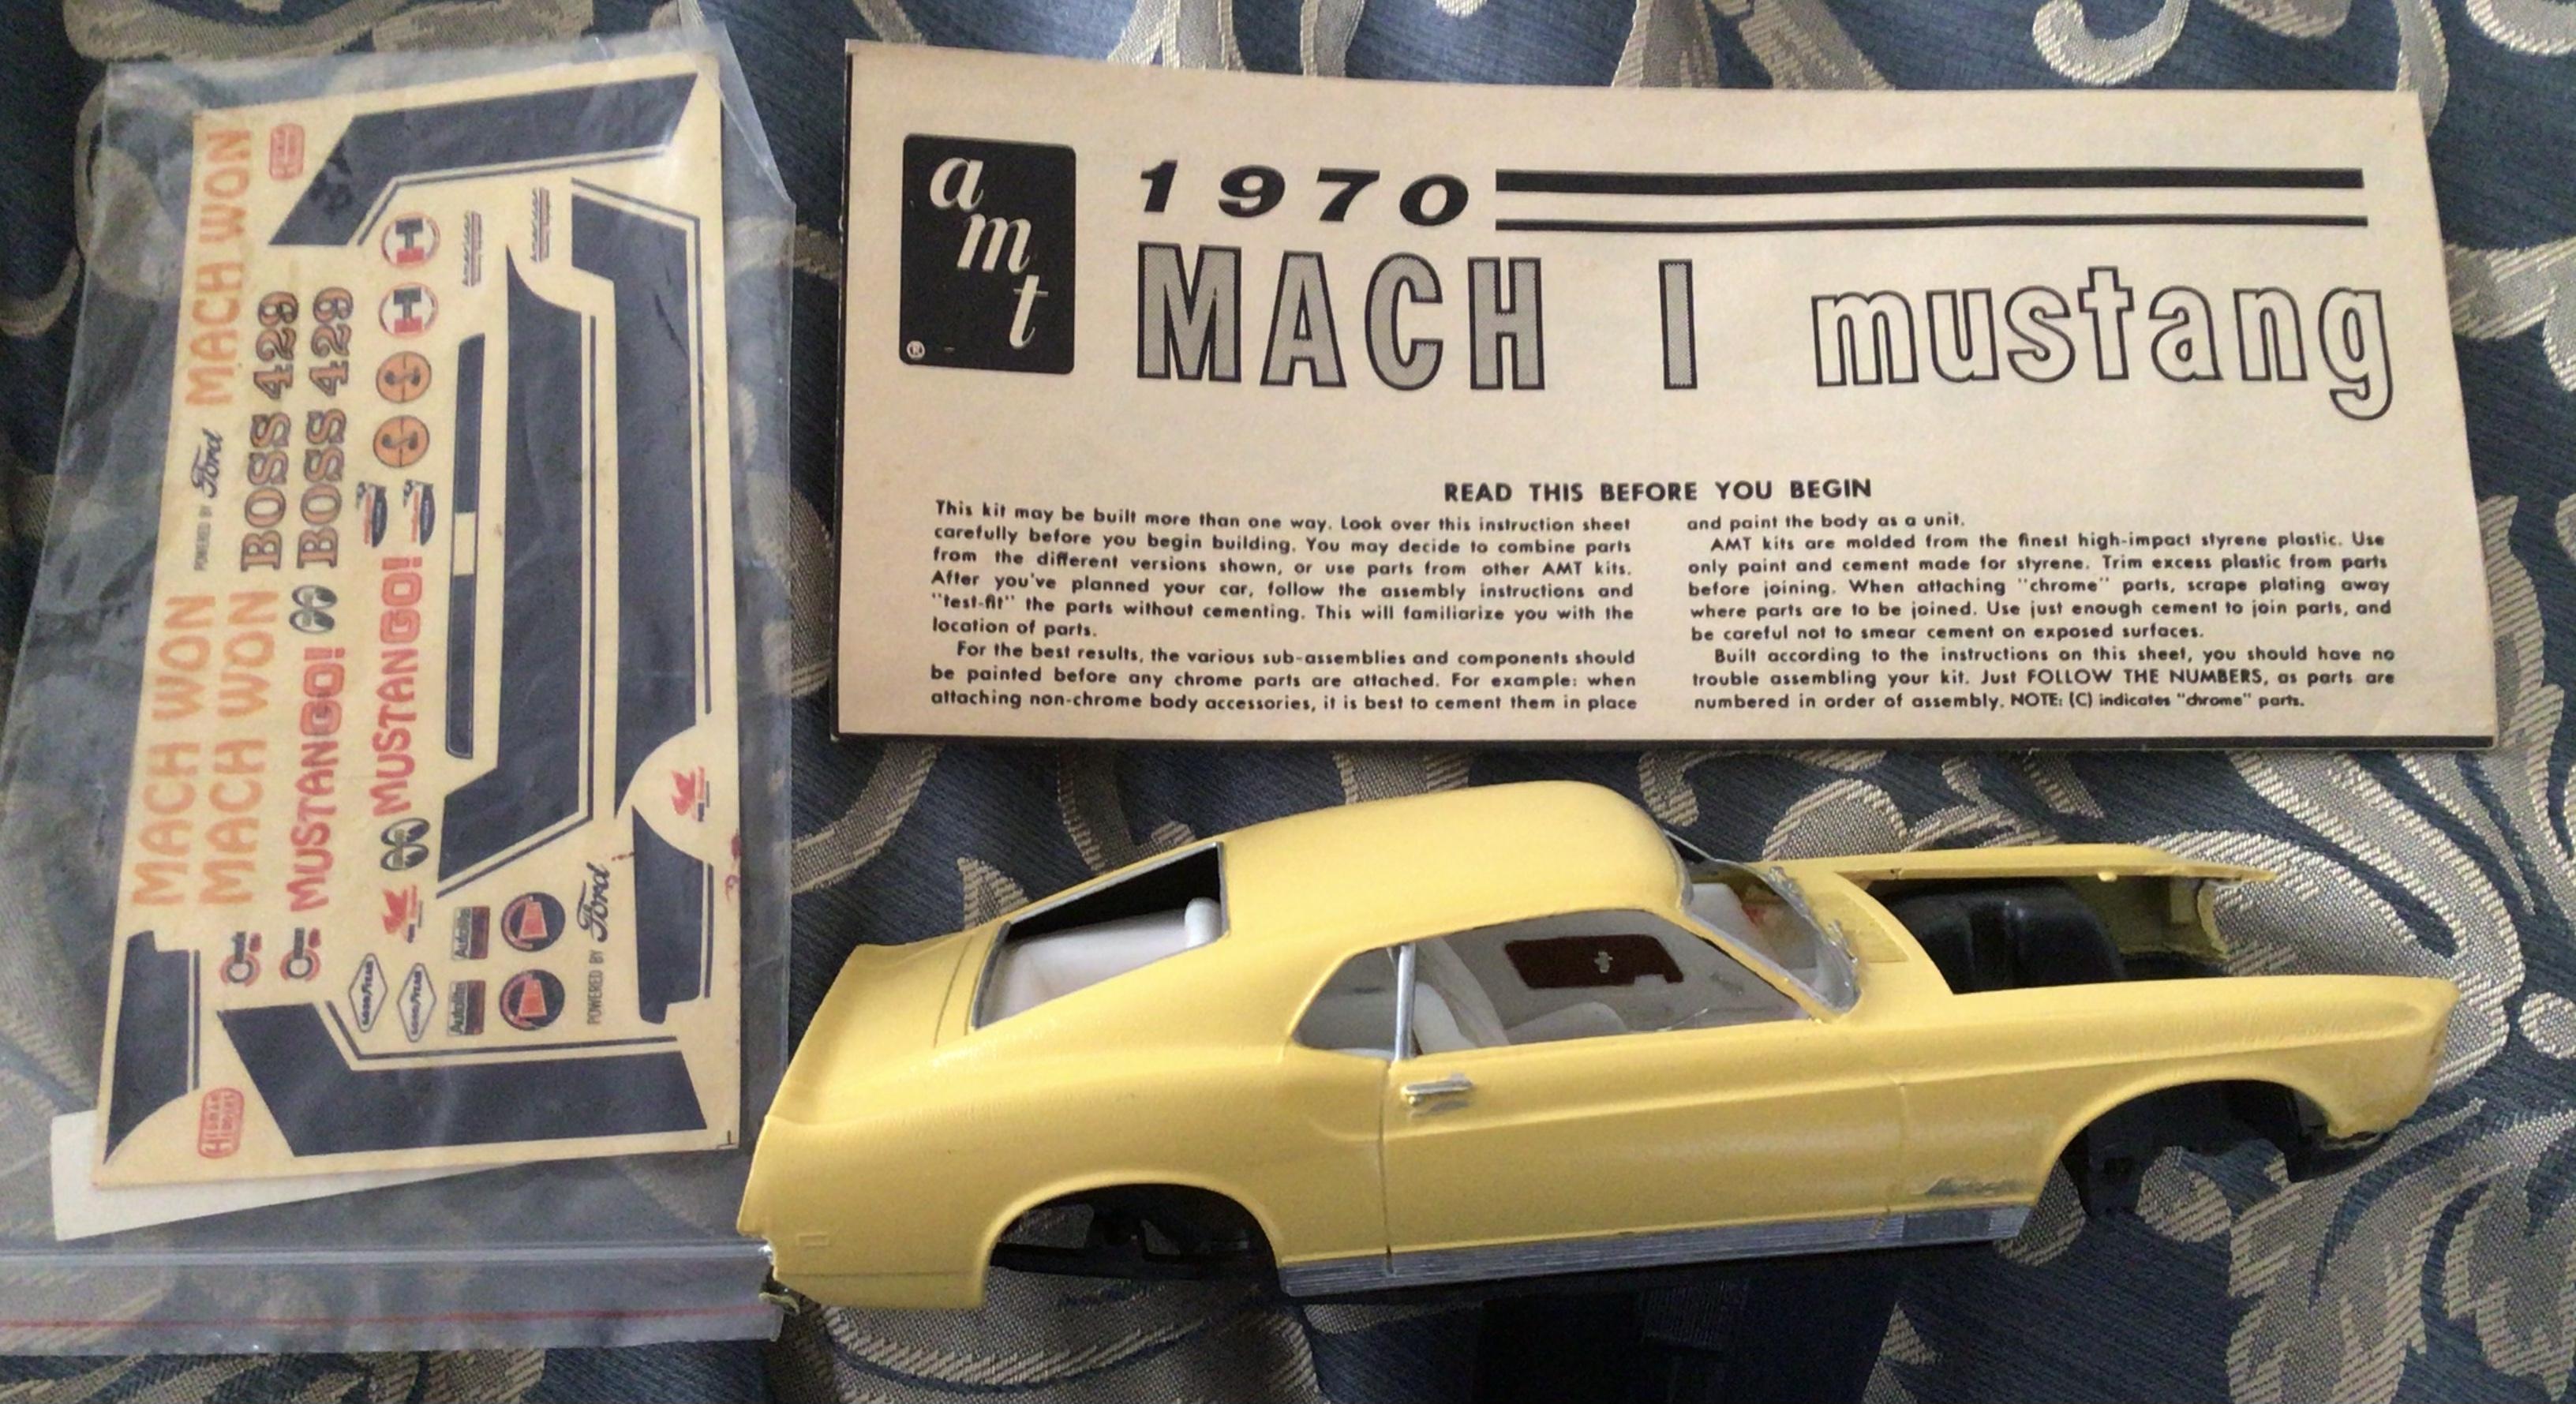 amt
®
1970
MACH I mustang
READ THIS BEFORE YOU BEGIN
This kit may be built more than one way. Look over this instruction sheet
carefully before you begin building. You may decide to combine parts
from the different versions shown, or use parts from other AMT kits.
After you've planned your car, follow the assembly instructions and
"test-fit" the parts without cementing. This will familiarize you with the
location of parts.
For the best results, the various sub-assemblies and components should
be painted before any chrome parts are attached. For example: when
attaching non-chrome body accessories, it is best to cement them in place
and paint the body as a unit.
AMT kits are molded from the finest high-impact styrene plastic. Use
only paint and cement made for styrene. Trim excess plastic from parts
before joining. When attaching "chrome" parts, scrape plating away
where parts are to be joined. Use just enough cement to join parts, and
be careful not to smear cement on exposed surfaces.
Built according to the instructions on this sheet, you should have no
trouble assembling your kit. Just FOLLOW THE NUMBERS, as parts are
numbered in order of assembly. NOTE: (C) indicates "chrome" parts.
MACH WON
MACH WON
MACH WON
POWERED BY Ford
BOSS 429
BOSS 429
MUSTANGO!
MUSTANGO!
H
H
GOODYEAR
GOODYEAR
Autolite
Autolite
POWERED BY Ford